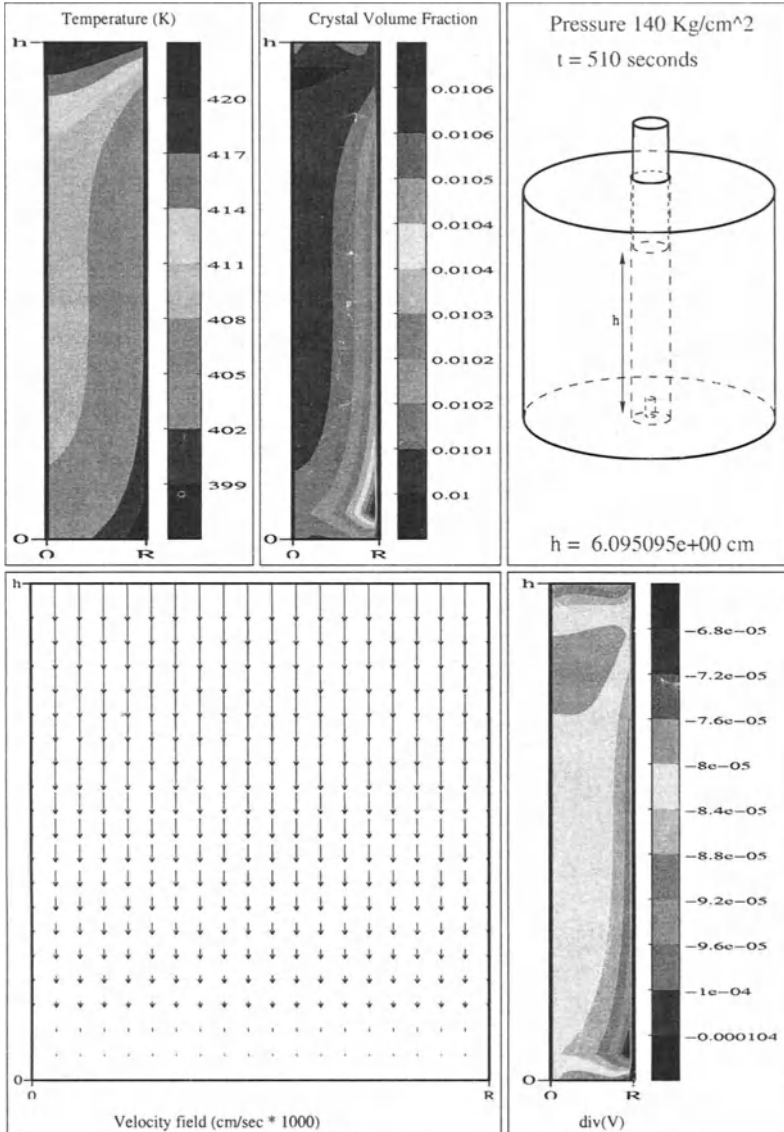 Temperature (K)
h
420
417
414
411
408
405
402
399
0
O
R
Crystal Volume Fraction
h
0.0106
0.0106
0.0105
0.0104
0.0104
0.0103
0.0102
0.0102
0.0101
0.01
0
O
R
Pressure 140 Kg/cm^2
t = 510 seconds
h
h = 6.095095e+00 cm
h
0
0
R
Velocity field (cm/sec * 1000)
h
-6.8e-05
-7.2e-05
-7.6e-05
-8e-05
-8.4e-05
-8.8e-05
-9.2e-05
-9.6e-05
-1e-04
-0.000104
0
O
R
div(V)